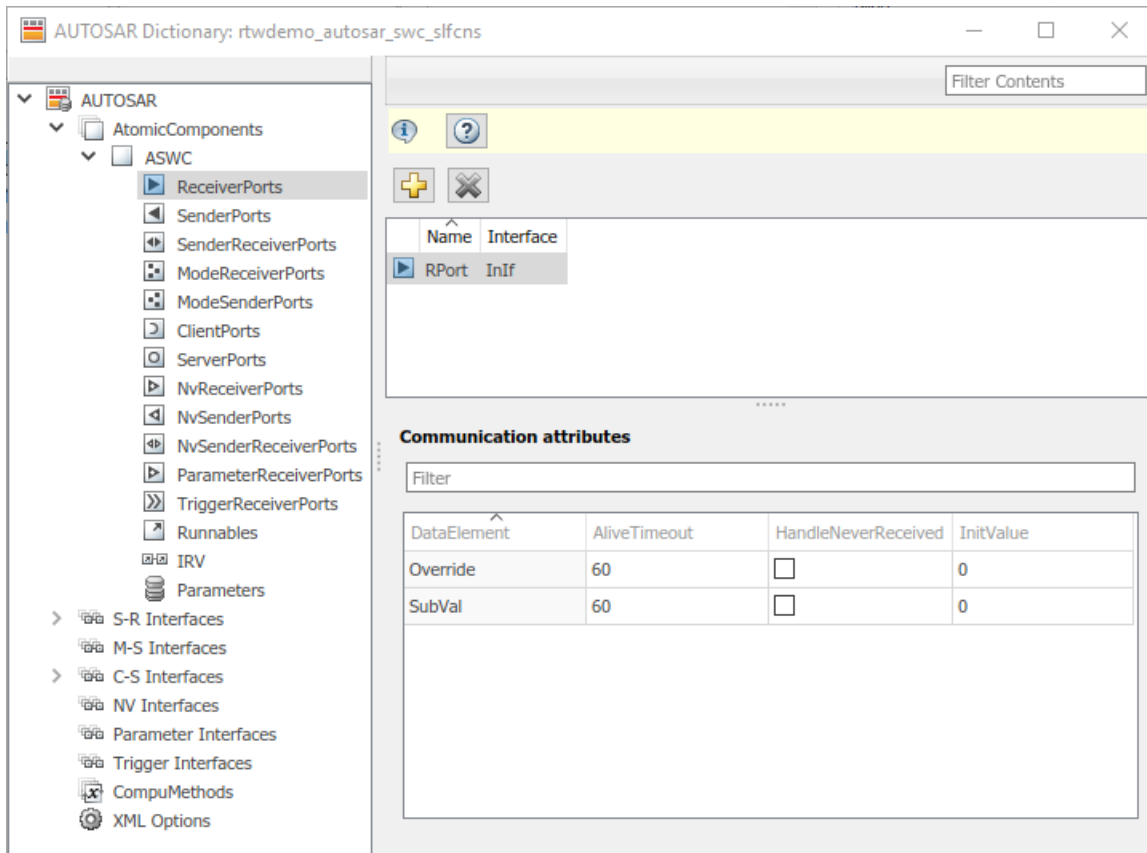 AUTOSAR Dictionary: rtwdemo_autosar_swc_slfcns
Filter Contents
AUTOSAR
AtomicComponents
ASWC
ReceiverPorts
SenderPorts
SenderReceiverPorts
ModeReceiverPorts
ModeSenderPorts
ClientPorts
ServerPorts
NvReceiverPorts
NvSenderPorts
NvSenderReceiverPorts
ParameterReceiverPorts
TriggerReceiverPorts
Runnables
IRV
Parameters
S-R Interfaces
M-S Interfaces
C-S Interfaces
NV Interfaces
Parameter Interfaces
Trigger Interfaces
CompuMethods
XML Options
Name Interface
RPort InIf
Communication attributes
Filter
DataElement AliveTimeout HandleNeverReceived InitValue
Override 60 0
SubVal 60 0